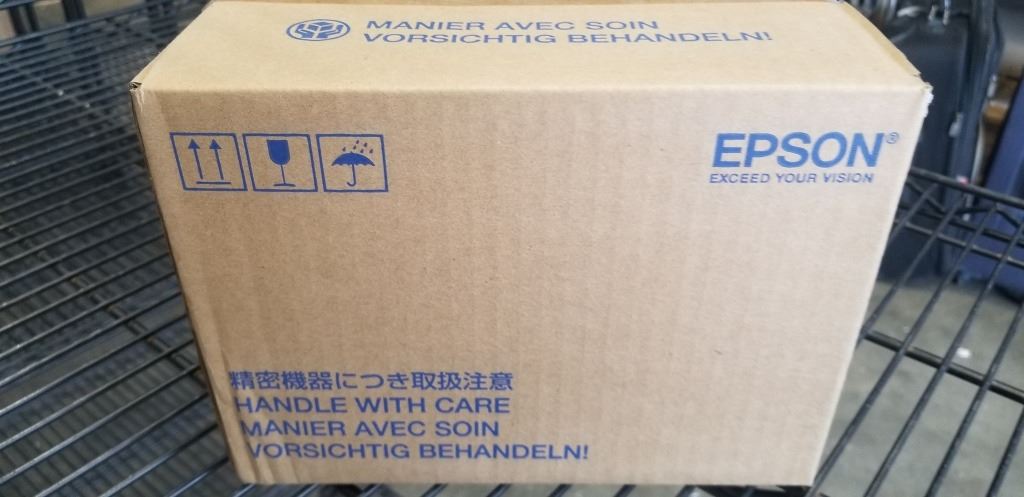 MANIER AVEC SOIN
VORSICHTIG BEHANDELN!
EPSON®
EXCEED YOUR VISION
精密機器につき取扱注意
HANDLE WITH CARE
MANIER AVEC SOIN
VORSICHTIG BEHANDELN!